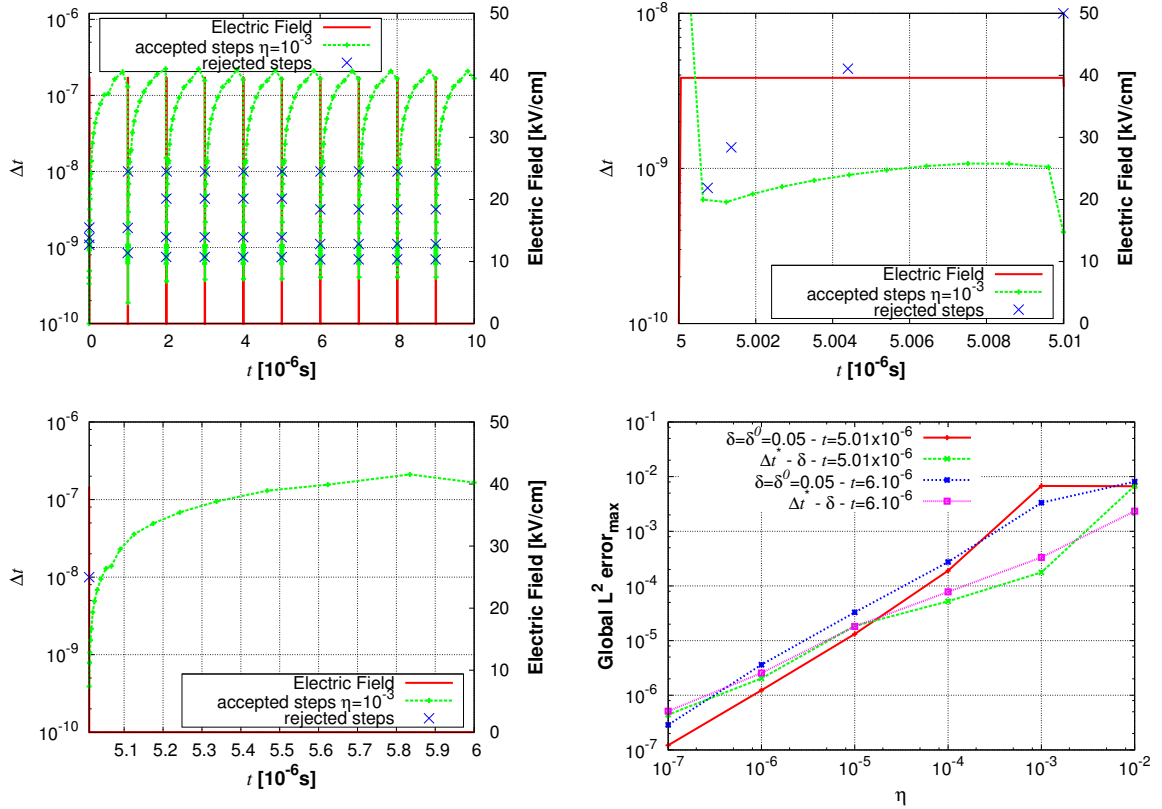 Electric Field
accepted steps η=10⁻³
rejected steps
10⁻⁶
10⁻⁷
10⁻⁸
10⁻⁹
10⁻¹⁰
Δt
0 2 4 6 8 10
t [10⁻⁶s]
50
40
30
20
10
0
Electric Field [kV/cm]
10⁻⁸
10⁻⁹
10⁻¹⁰
Δt
Electric Field
accepted steps η=10⁻³
rejected steps
5 5.002 5.004 5.006 5.008 5.01
t [10⁻⁶s]
50
40
30
20
10
0
Electric Field [kV/cm]
10⁻⁶
10⁻⁷
10⁻⁸
10⁻⁹
10⁻¹⁰
Δt
Electric Field
accepted steps η=10⁻³
rejected steps
5.1 5.2 5.3 5.4 5.5 5.6 5.7 5.8 5.9 6
t [10⁻⁶s]
50
40
30
20
10
0
Electric Field [kV/cm]
δ=δ⁰=0.05 - t=5.01x10⁻⁶
Δt* - δ - t=5.01x10⁻⁶
δ=δ⁰=0.05 - t=6.10⁻⁶
Δt* - δ - t=6.10
10⁻¹
10⁻²
10⁻³
10⁻⁴
10⁻⁵
10⁻⁶
10⁻⁷
Global L² error_max
10⁻⁷ 10⁻⁶ 10⁻⁵ 10⁻⁴ 10⁻³ 10⁻²
η